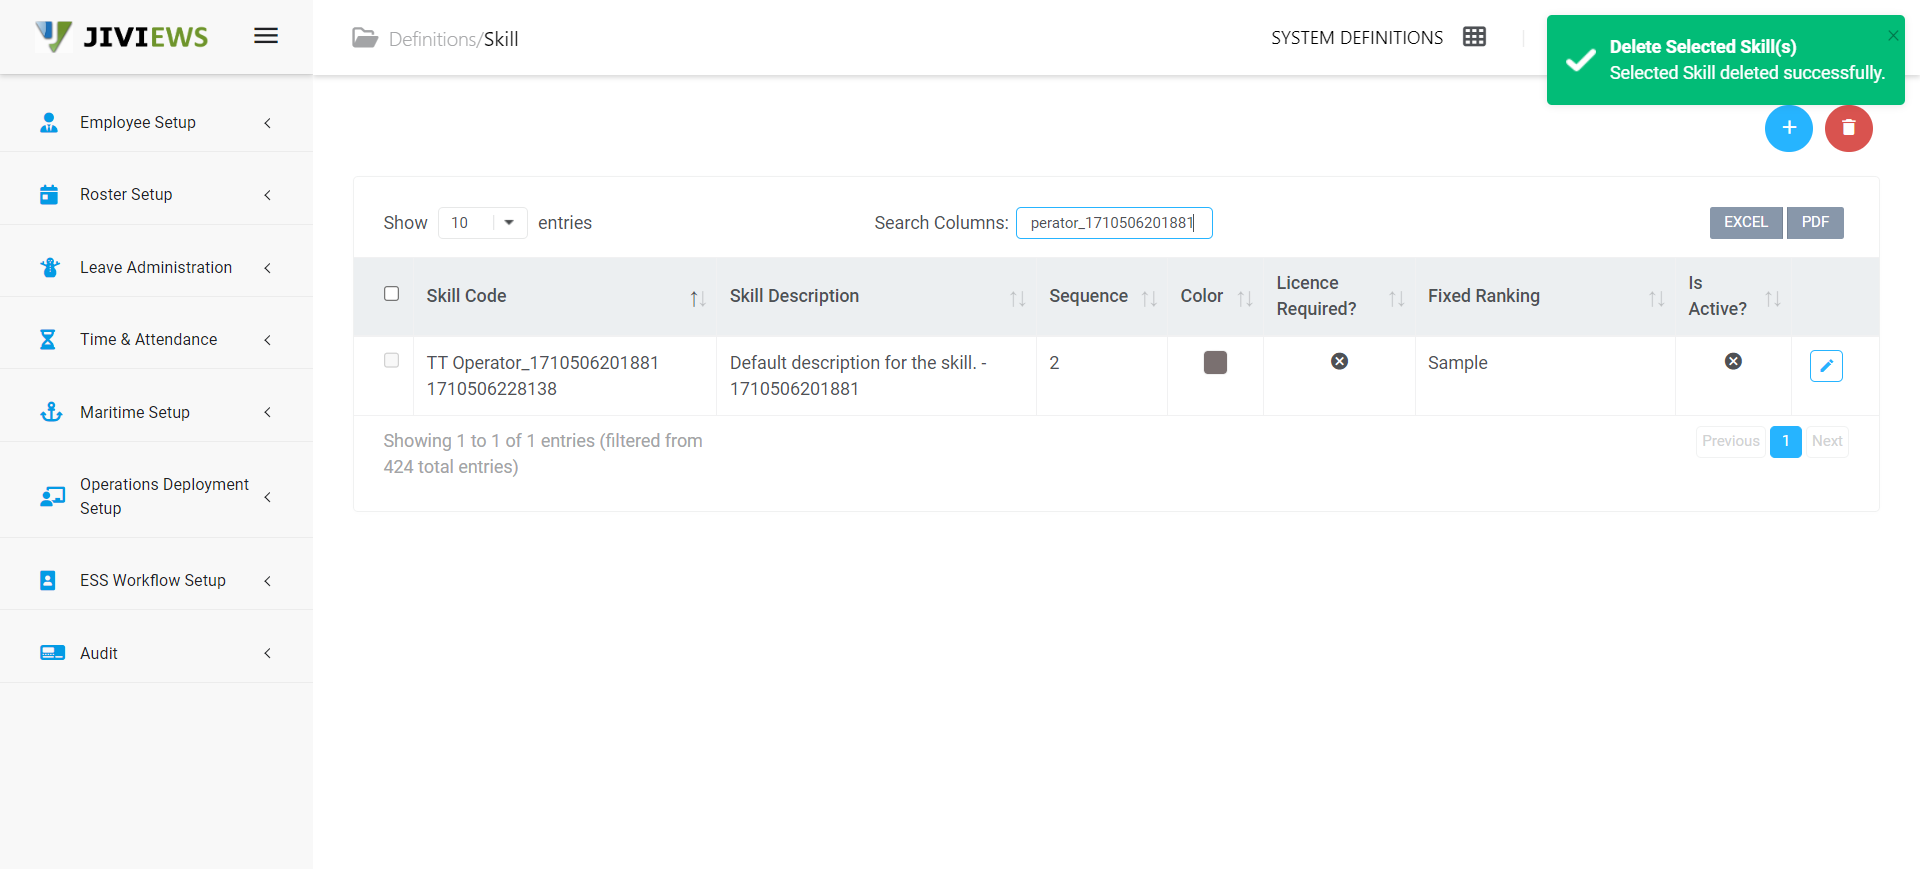 JIVIEWS
Definitions/Skill
SYSTEM DEFINITIONS
Delete Selected Skill(s)
Selected Skill deleted successfully.
Employee Setup
Roster Setup
Leave Administration
Time & Attendance
Maritime Setup
Operations Deployment
Setup
ESS Workflow Setup
Audit
Show 10 entries
Search Columns: perator_1710506201881
EXCEL PDF
Skill Code Skill Description Sequence Color Licence Required? Fixed Ranking Is Active?
TT Operator_1710506201881 Default description for the skill. - 2 Sample
1710506228138 1710506201881
Showing 1 to 1 of 1 entries (filtered from
424 total entries)
Previous 1 Next